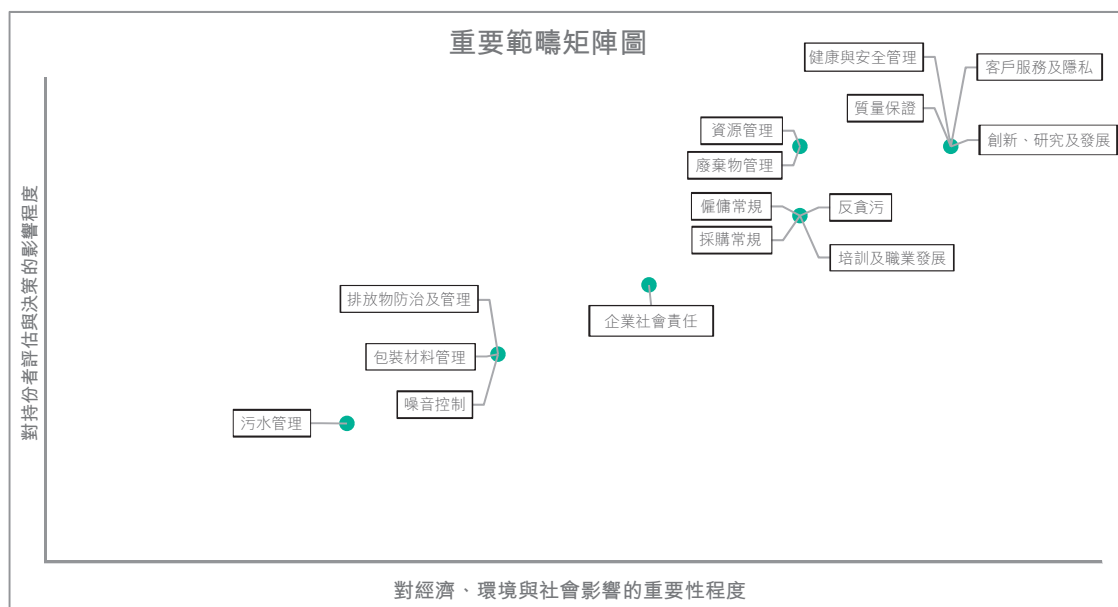 重要範疇矩陣圖
健康與安全管理
客戶服務及隱私
質量保證
資源管理
創新、研究及發展
廢棄物管理
僱傭常規
反貪污
採購常規
培訓及職業發展
排放物防治及管理
企業社會責任
包裝材料管理
噪音控制
污水管理
對持份者評估與決策的影響程度
對經濟、環境與社會影響的重要性程度